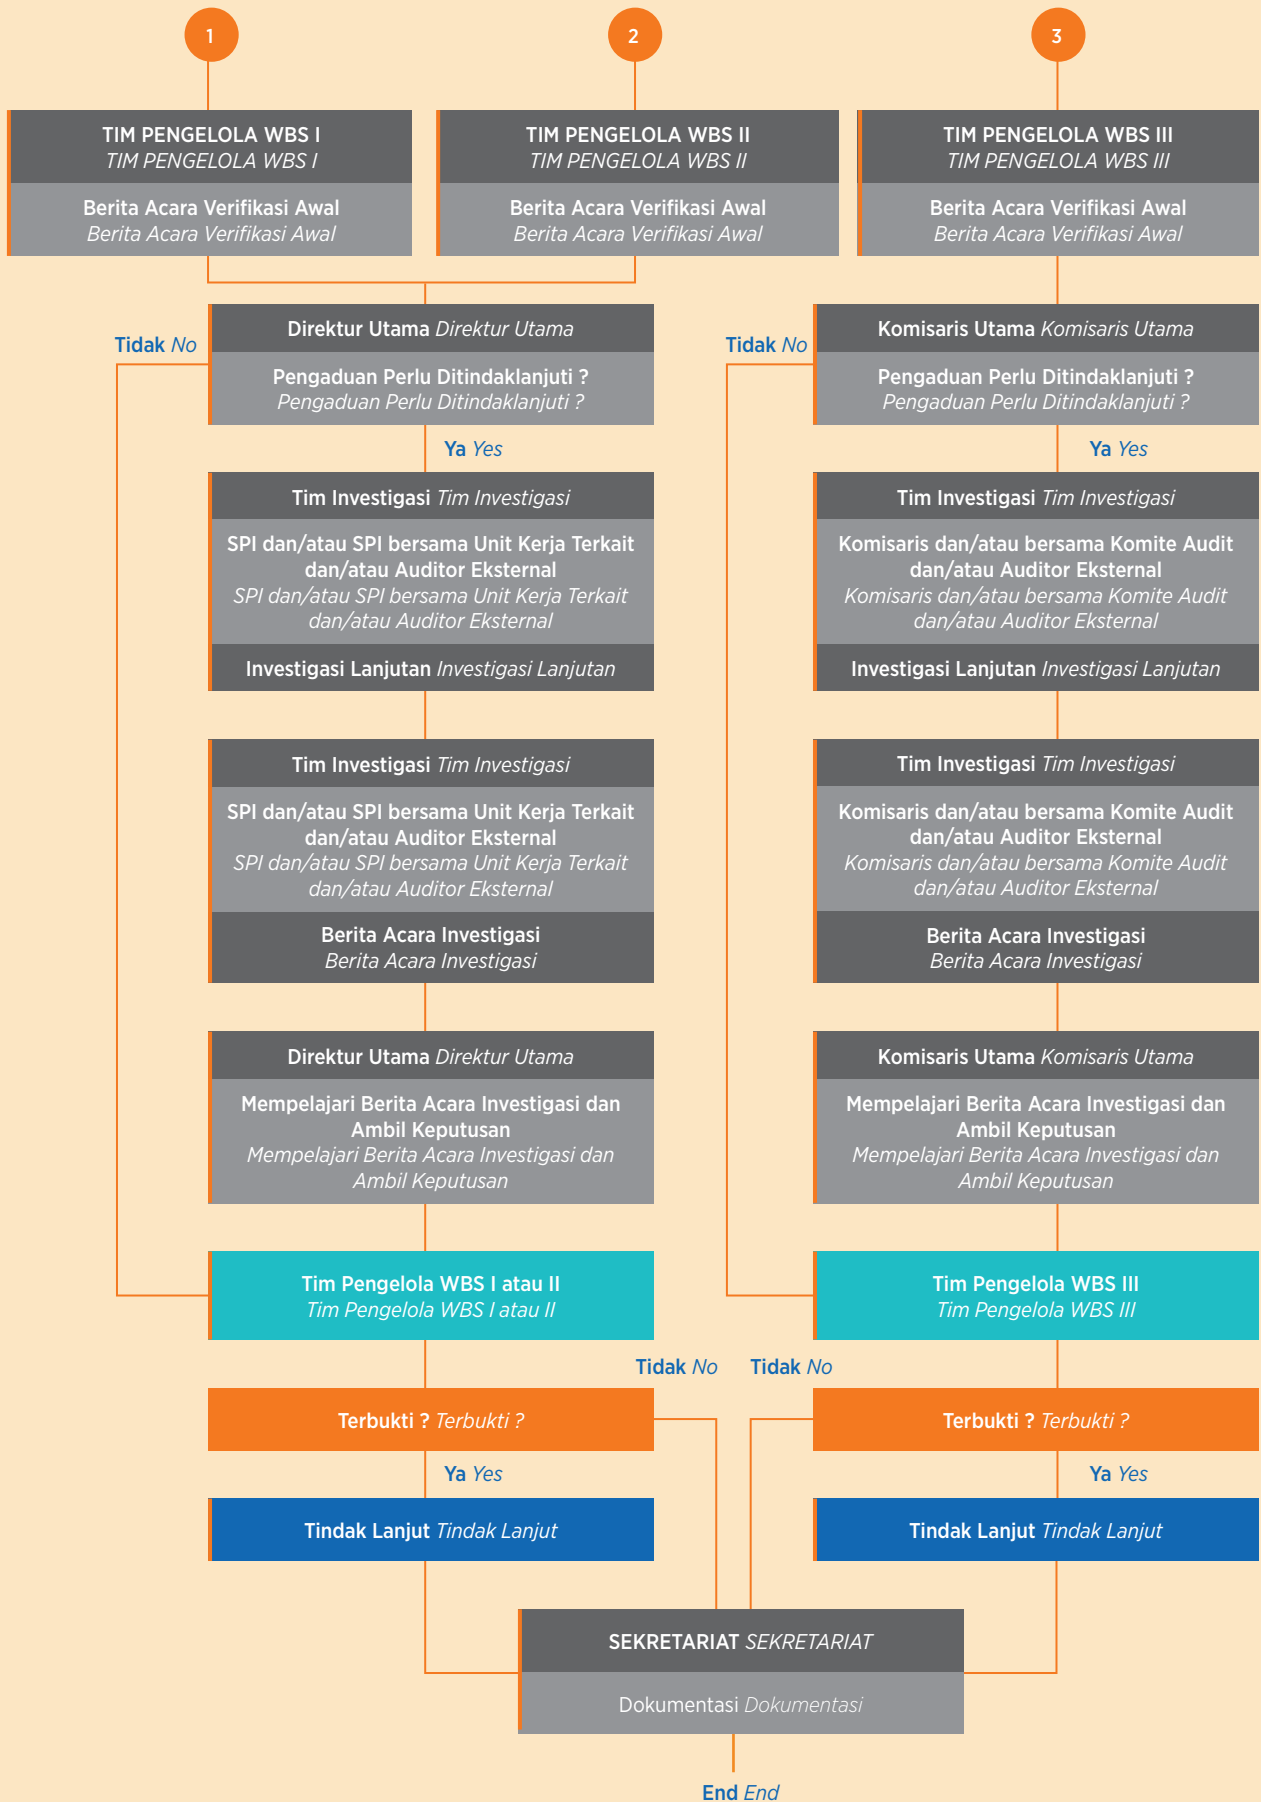 1
2
3
TIM PENGELOLA WBS I
TIM PENGELOLA WBS I
Berita Acara Verifikasi Awal
Berita Acara Verifikasi Awal
TIM PENGELOLA WBS II
TIM PENGELOLA WBS II
Berita Acara Verifikasi Awal
Berita Acara Verifikasi Awal
TIM PENGELOLA WBS III
TIM PENGELOLA WBS III
Berita Acara Verifikasi Awal
Berita Acara Verifikasi Awal
Tidak No
Direktur Utama Direktur Utama
Pengaduan Perlu Ditindaklanjuti ?
Pengaduan Perlu Ditindaklanjuti ?
Ya Yes
Tim Investigasi Tim Investigasi
SPI dan/atau SPI bersama Unit Kerja Terkait
dan/atau Auditor Eksternal
SPI dan/atau SPI bersama Unit Kerja Terkait
dan/atau Auditor Eksternal
Investigasi Lanjutan Investigasi Lanjutan
Tim Investigasi Tim Investigasi
SPI dan/atau SPI bersama Unit Kerja Terkait
dan/atau Auditor Eksternal
SPI dan/atau SPI bersama Unit Kerja Terkait
dan/atau Auditor Eksternal
Berita Acara Investigasi
Berita Acara Investigasi
Direktur Utama Direktur Utama
Mempelajari Berita Acara Investigasi dan
Ambil Keputusan
Mempelajari Berita Acara Investigasi dan
Ambil Keputusan
Tim Pengelola WBS I atau II
Tim Pengelola WBS I atau II
Tidak No
Terbukti ? Terbukti ?
Ya Yes
Tindak Lanjut Tindak Lanjut
Tidak No
Komisaris Utama Komisaris Utama
Pengaduan Perlu Ditindaklanjuti ?
Pengaduan Perlu Ditindaklanjuti ?
Ya Yes
Tim Investigasi Tim Investigasi
Komisaris dan/atau bersama Komite Audit
dan/atau Auditor Eksternal
Komisaris dan/atau bersama Komite Audit
dan/atau Auditor Eksternal
Investigasi Lanjutan Investigasi Lanjutan
Tim Investigasi Tim Investigasi
Komisaris dan/atau bersama Komite Audit
dan/atau Auditor Eksternal
Komisaris dan/atau bersama Komite Audit
dan/atau Auditor Eksternal
Berita Acara Investigasi
Berita Acara Investigasi
Komisaris Utama Komisaris Utama
Mempelajari Berita Acara Investigasi dan
Ambil Keputusan
Mempelajari Berita Acara Investigasi dan
Ambil Keputusan
Tim Pengelola WBS III
Tim Pengelola WBS III
Tidak No
Terbukti ? Terbukti ?
Ya Yes
Tindak Lanjut Tindak Lanjut
SEKRETARIAT SEKRETARIAT
Dokumentasi Dokumentasi
End End